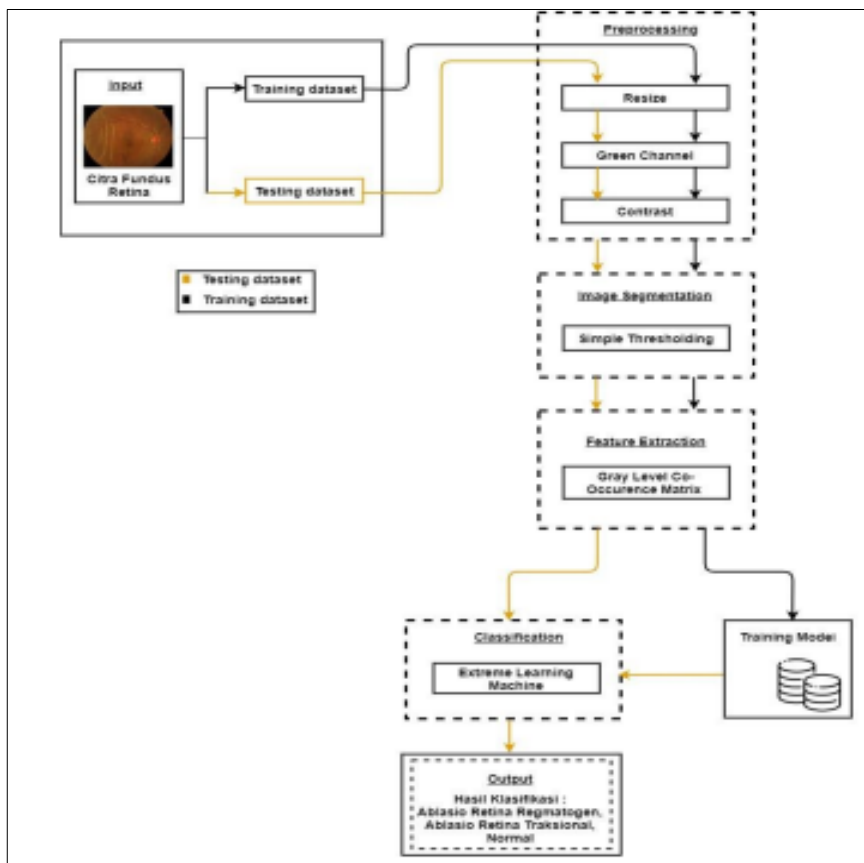 Input
Citra Fundus
Retina
Training dataset
Testing dataset
Testing dataset
Training dataset
Preprocessing
Resize
Green Channel
Contrast
Image Segmentation
Simple Thresholding
Feature Extraction
Gray Level Co-
Occurence Matrix
Classification
Extreme Learning
Machine
Training Model
Output
Hasil Klasifikasi :
Ablasio Retina Regmatogen,
Ablasio Retina Traksional,
Normal